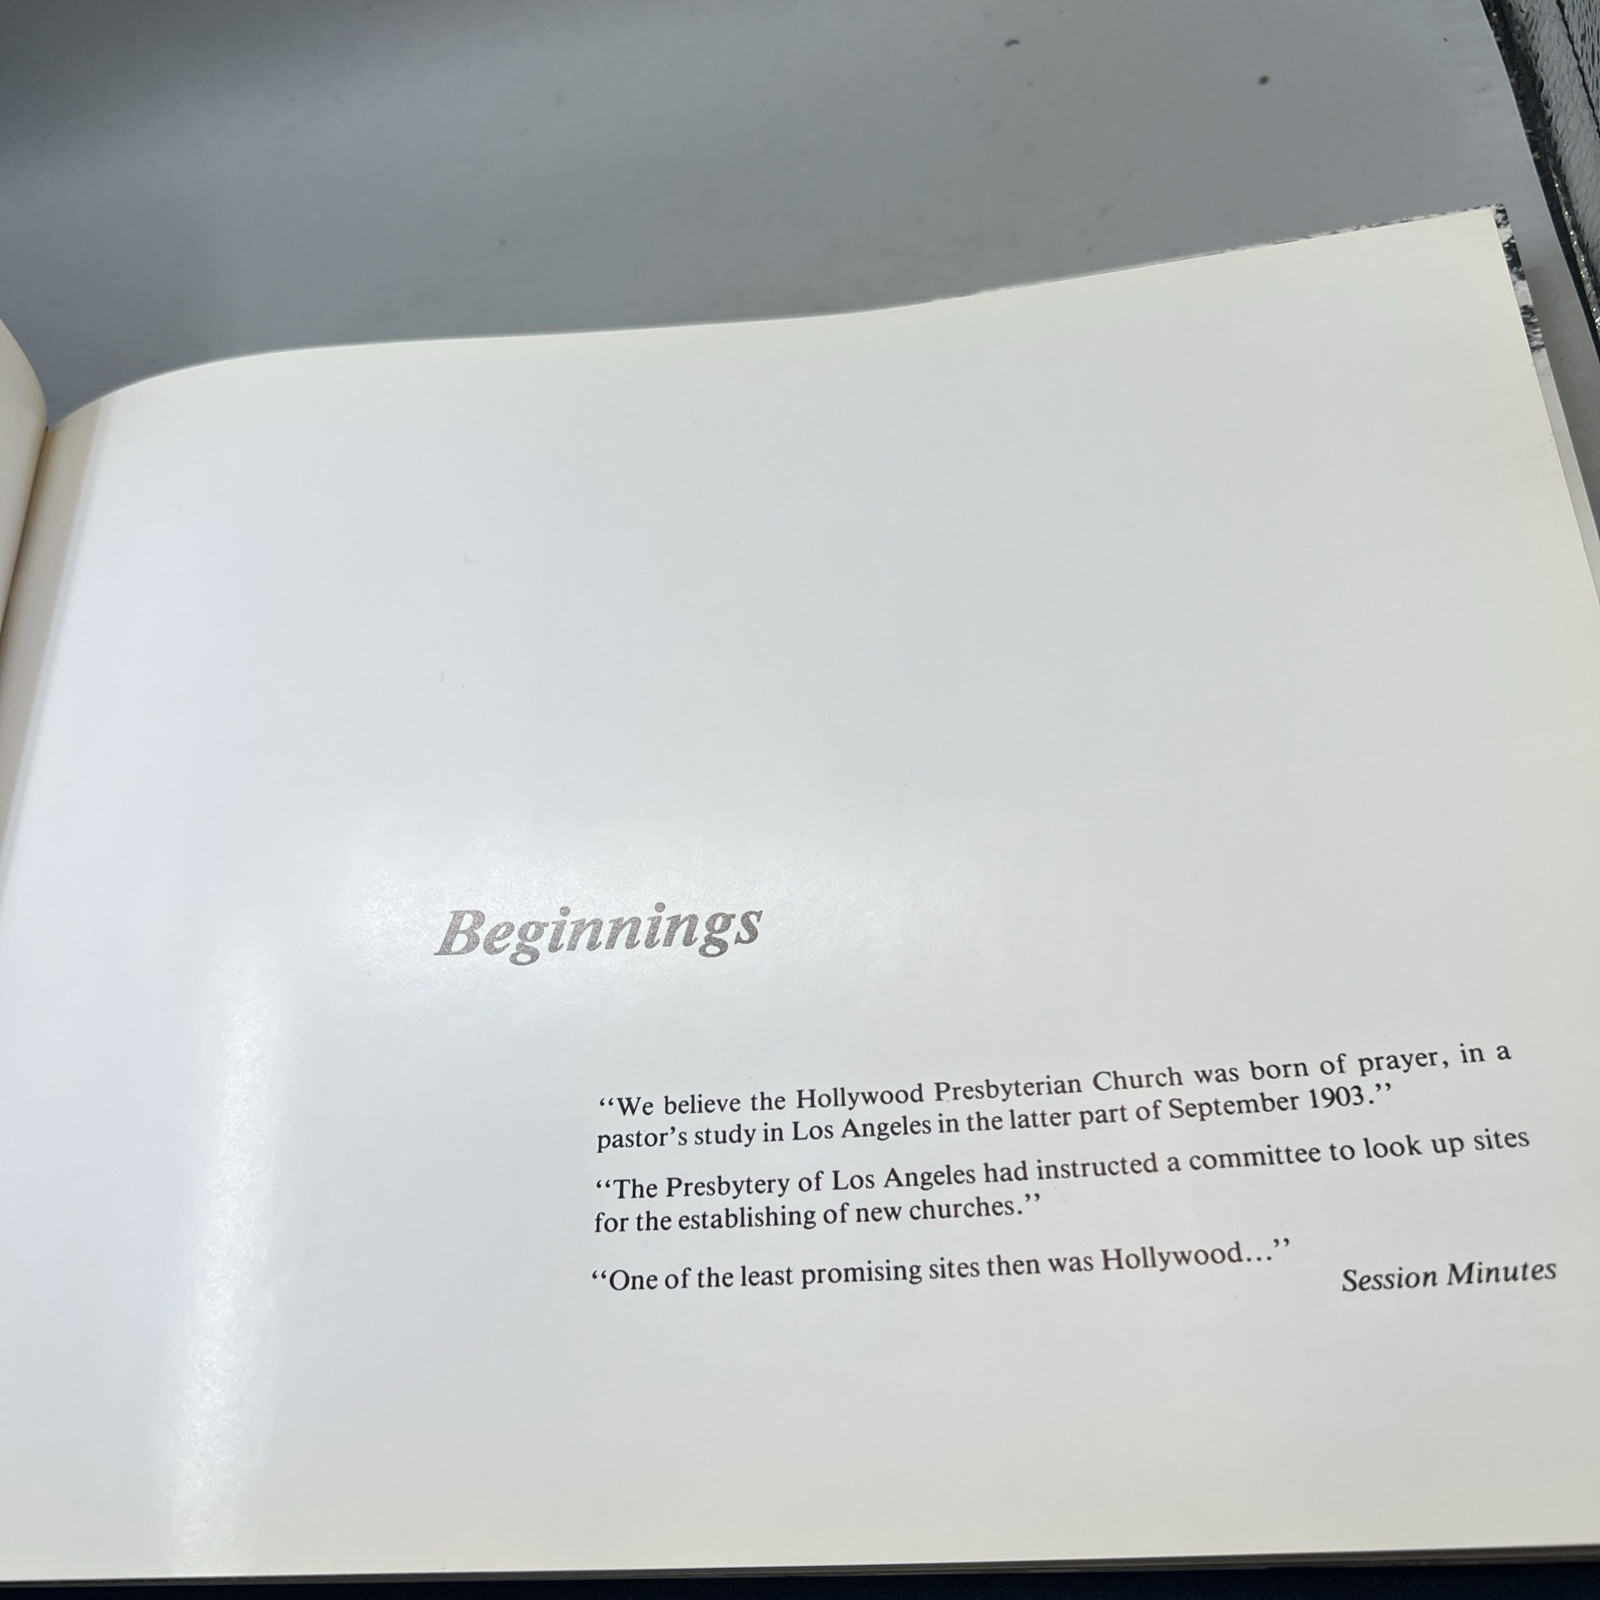 Beginnings
‘‘We believe the Hollywood Presbyterian Church was born of prayer, in a
pastor’s study in Los Angeles in the latter part of September 1903.’’
‘‘The Presbytery of Los Angeles had instructed a committee to look up sites
for the establishing of new churches.’’
‘‘One of the least promising sites then was Hollywood...’’
Session Minutes